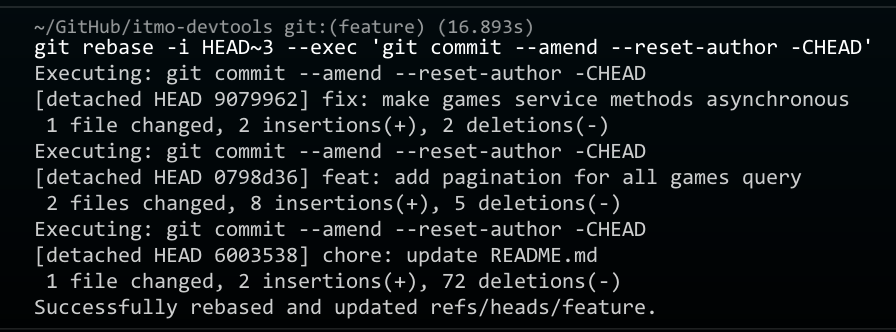 ~/GitHub/itmo-devtools git:(feature) (16.893s)
git rebase -i HEAD~3 --exec 'git commit --amend --reset-author -CHEAD'
Executing: git commit --amend --reset-author -CHEAD
[detached HEAD 9079962] fix: make games service methods asynchronous
 1 file changed, 2 insertions(+), 2 deletions(-)
Executing: git commit --amend --reset-author -CHEAD
[detached HEAD 0798d36] feat: add pagination for all games query
 2 files changed, 8 insertions(+), 5 deletions(-)
Executing: git commit --amend --reset-author -CHEAD
[detached HEAD 6003538] chore: update README.md
 1 file changed, 2 insertions(+), 72 deletions(-)
Successfully rebased and updated refs/heads/feature.